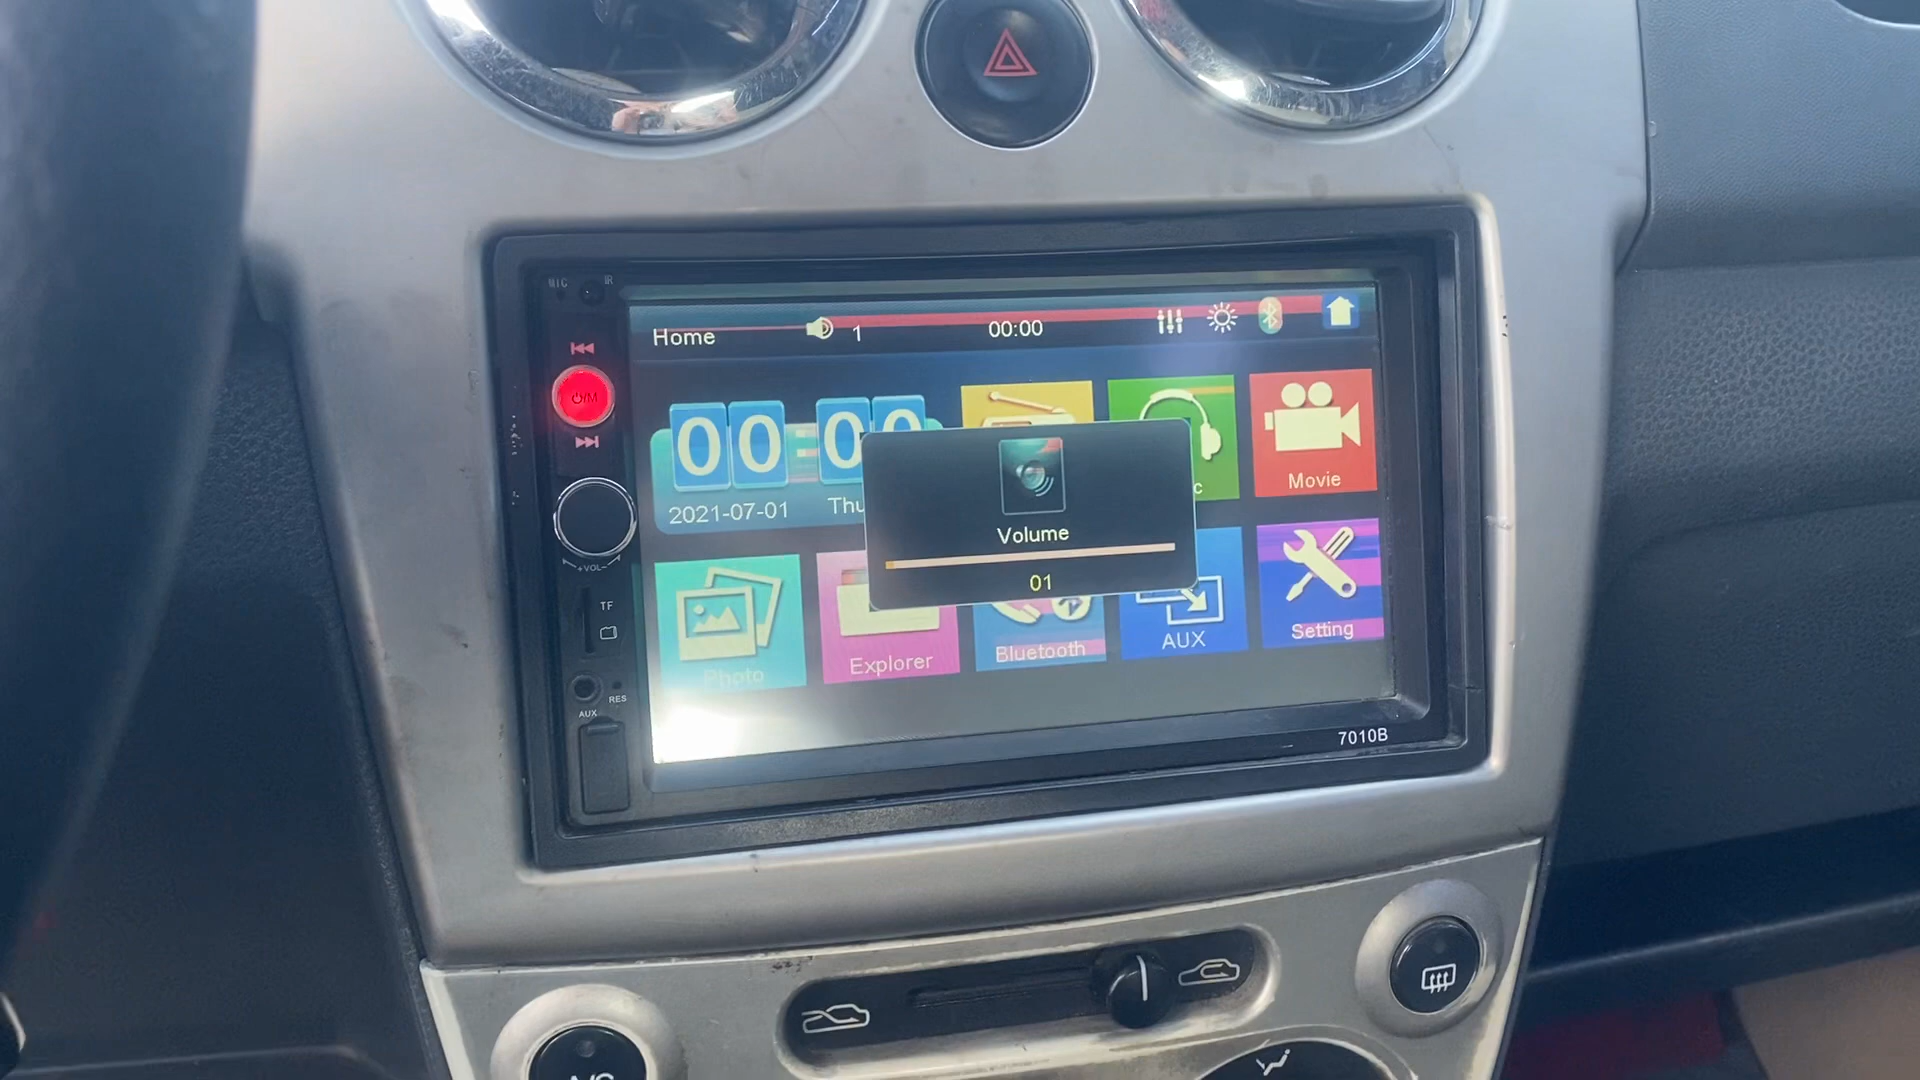 MIC IR
Home 1 00:00
⏻/M
00:00
2021-07-01 Thu
Movie
Volume
01
+VOL-
TF
Photo Explorer Bluetooth AUX Setting
RES
AUX
7010B